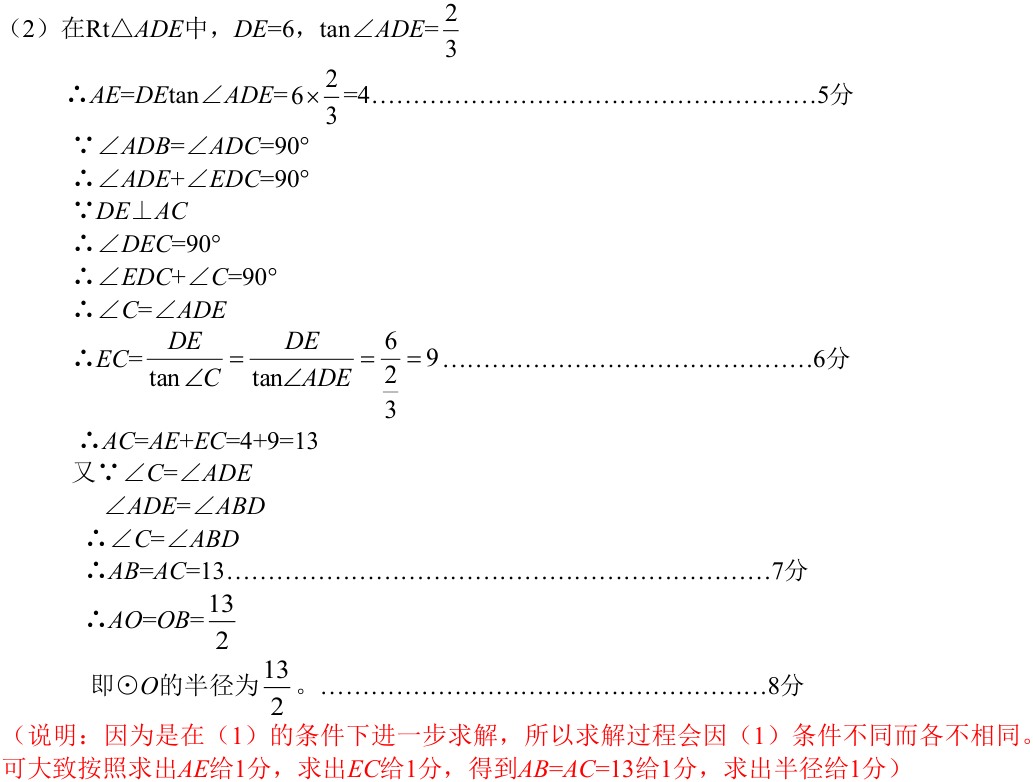 （2）在Rt△ADE中，DE=6，tan∠ADE=2/3
∴AE=DEtan∠ADE=6×2/3=4………………………………………………5分
∵∠ADB=∠ADC=90°
∴∠ADE+∠EDC=90°
∵DE⊥AC
∴∠DEC=90°
∴∠EDC+∠C=90°
∴∠C=∠ADE
∴EC=DE/tan∠C=DE/tan∠ADE=6/(2/3)=9………………………………………6分
∴AC=AE+EC=4+9=13
又∵∠C=∠ADE
∠ADE=∠ABD
∴∠C=∠ABD
∴AB=AC=13…………………………………………………………7分
∴AO=OB=13/2
即⊙O的半径为13/2。………………………………………………8分
（说明：因为是在（1）的条件下进一步求解，所以求解过程会因（1）条件不同而各不相同。
可大致按照求出AE给1分，求出EC给1分，得到AB=AC=13给1分，求出半径给1分）